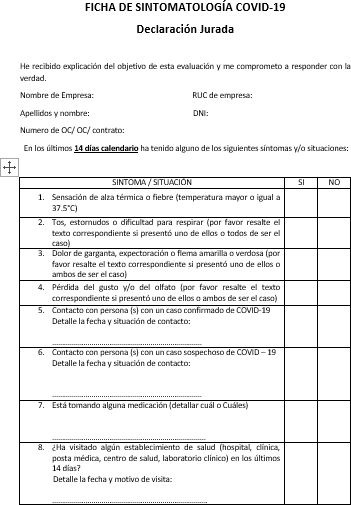 FICHA DE SINTOMATOLOGÍA COVID-19
Declaración Jurada
He recibido explicación del objetivo de esta evaluación y me comprometo a responder con la
verdad.
Nombre de Empresa: RUC de empresa:
Apellidos y nombre: DNI:
Numero de OC/ OC/ contrato:
En los últimos 14 días calendario ha tenido alguno de los siguientes síntomas y/o situaciones:
SINTOMA / SITUACIÓN SI NO
1. Sensación de alza térmica o fiebre (temperatura mayor o igual a
37.5°C)
2. Tos, estornudos o dificultad para respirar (por favor resalte el
texto correspondiente si presentó uno de ellos o todos de ser el
caso)
3. Dolor de garganta, expectoración o flema amarilla o verdosa (por
favor resalte el texto correspondiente si presentó uno de ellos o
ambos de ser el caso)
4. Pérdida del gusto y/o del olfato (por favor resalte el texto
correspondiente si presentó uno de ellos o ambos de ser el caso)
5. Contacto con persona (s) con un caso confirmado de COVID-19
Detalle la fecha y situación de contacto:
6. Contacto con persona (s) con un caso sospechoso de COVID – 19
Detalle la fecha y situación de contacto:
7. Está tomando alguna medicación (detallar cuál o Cuáles)
8. ¿Ha visitado algún establecimiento de salud (hospital, clínica,
posta médica, centro de salud, laboratorio clínico) en los últimos
14 días?
Detalle la fecha y motivo de visita: